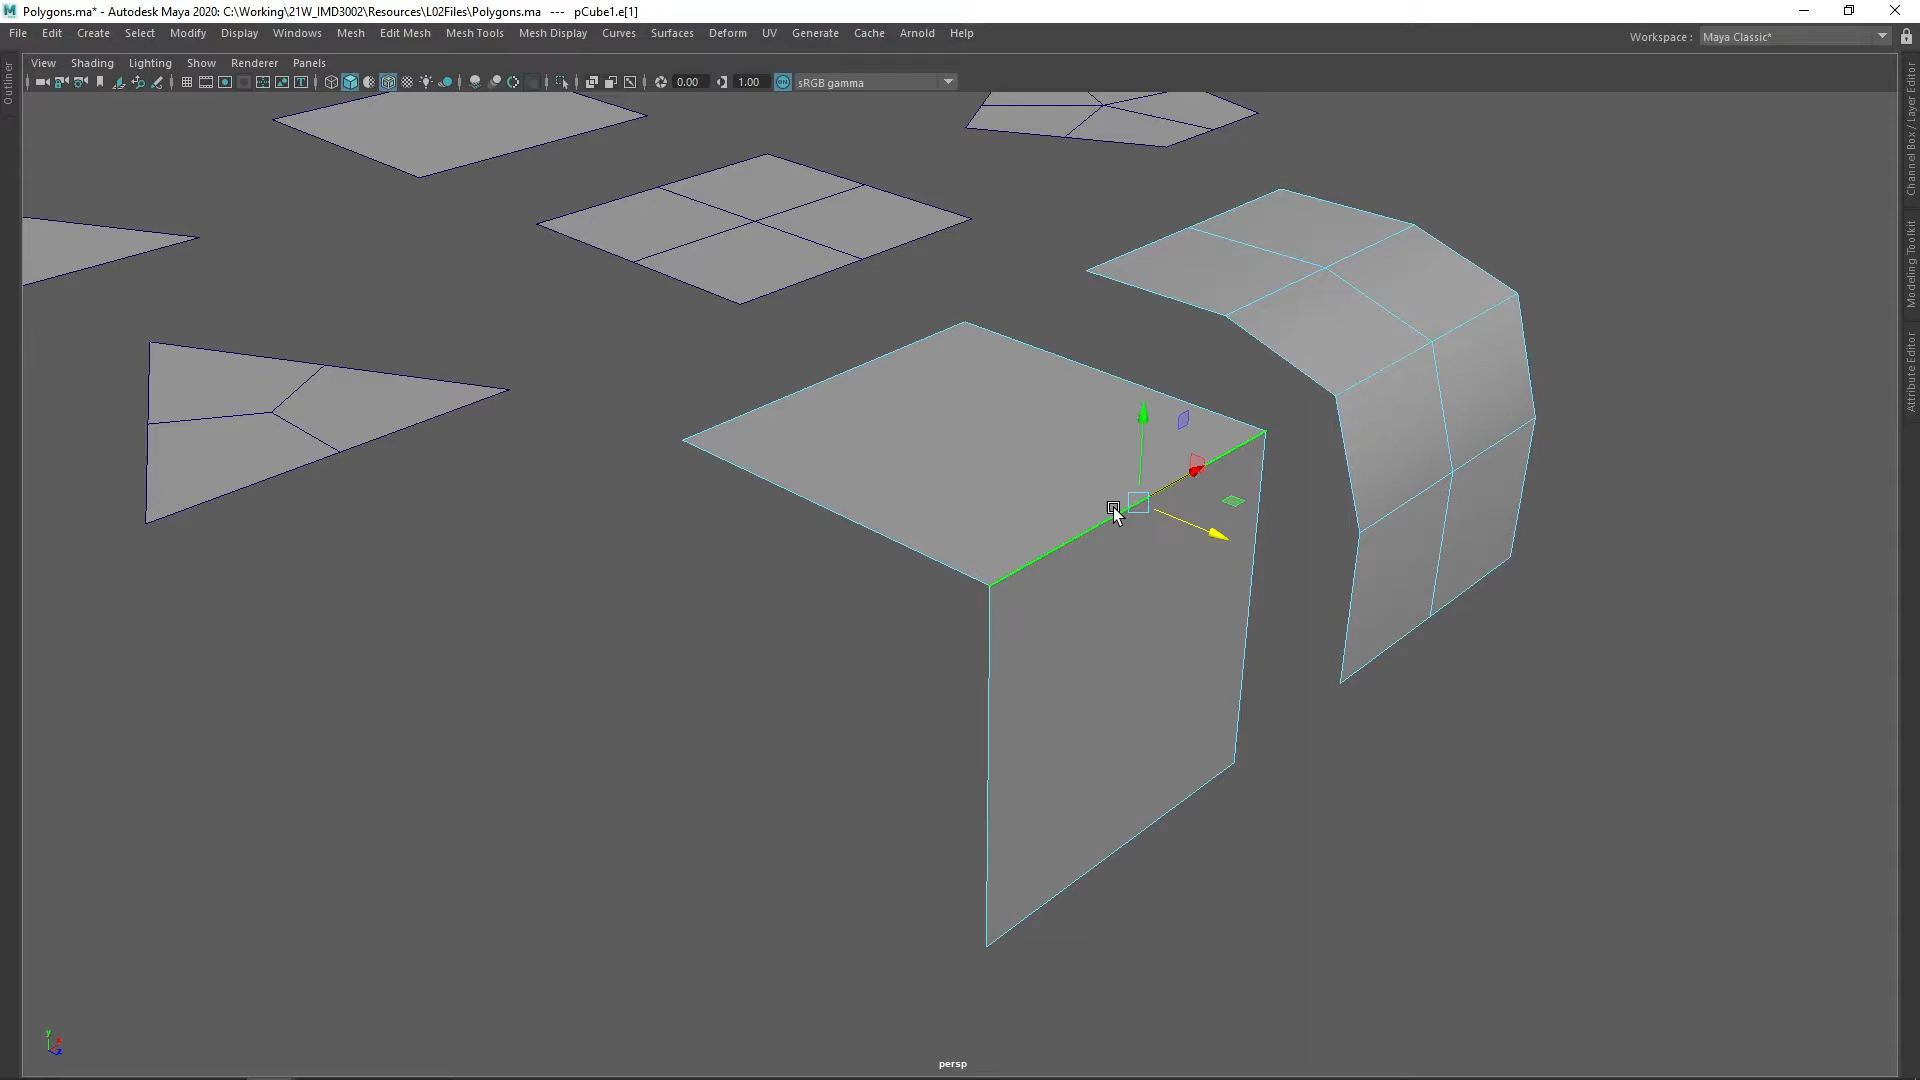 Polygons.ma* - Autodesk Maya 2020: C:\Working\21W_IMD3002\Resources\L02Files\Polygons.ma --- pCube1.e[1]
File Edit Create Select Modify Display Windows Mesh Edit Mesh Mesh Tools Mesh Display Curves Surfaces Deform UV Generate Cache Arnold Help
Workspace : Maya Classic*
View Shading Lighting Show Renderer Panels
0.00 1.00 sRGB gamma
Outliner
Channel Box / Layer Editor
Modeling Toolkit
Attribute Editor
y
x
z
persp